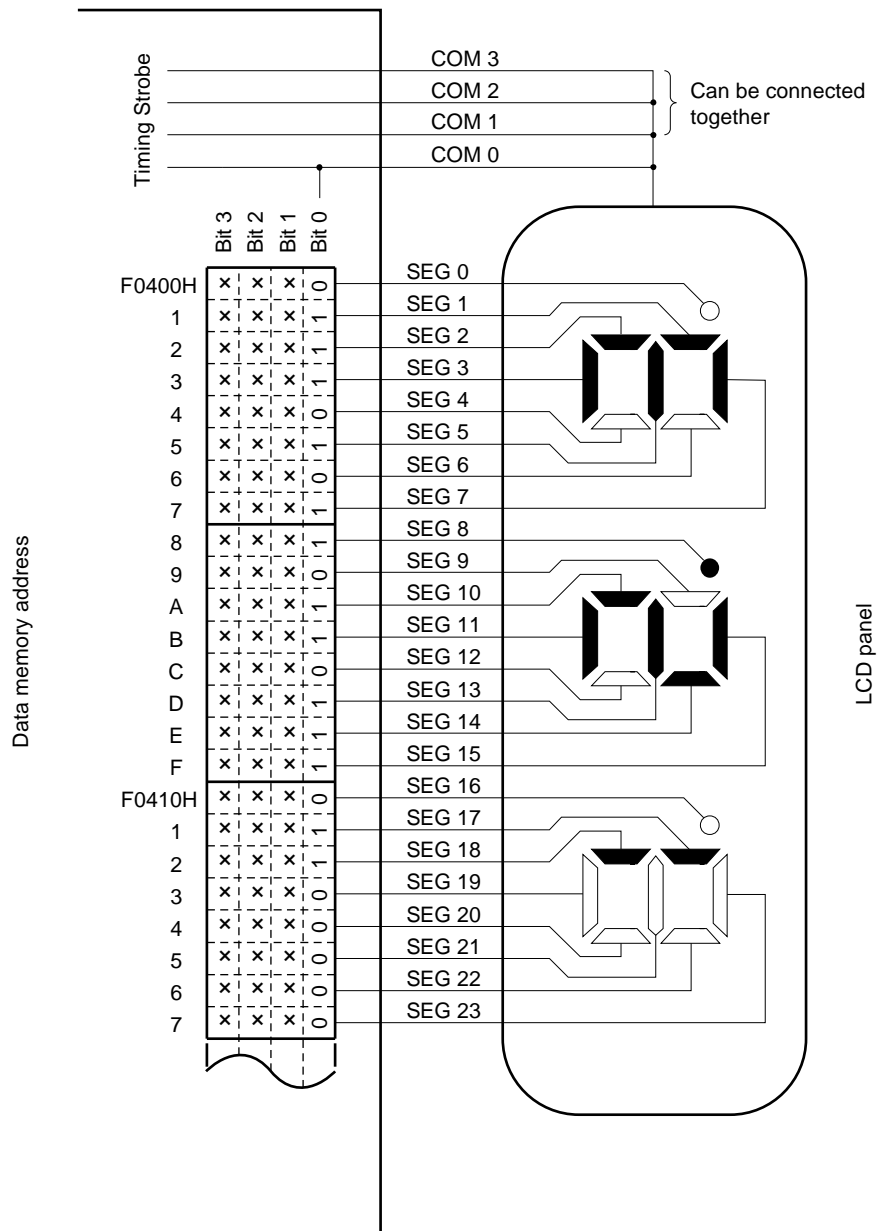 COM 3
COM 2
COM 1
COM 0
Can be connected
together
Timing Strobe
Bit 3
Bit 2
Bit 1
Bit 0
Data memory address
LCD panel
F0400H × × × 0 SEG 0
1 × × × 1 SEG 1
2 × × × 1 SEG 2
3 × × × 1 SEG 3
4 × × × 0 SEG 4
5 × × × 1 SEG 5
6 × × × 0 SEG 6
7 × × × 1 SEG 7
8 × × × 1 SEG 8
9 × × × 0 SEG 9
A × × × 1 SEG 10
B × × × 1 SEG 11
C × × × 0 SEG 12
D × × × 1 SEG 13
E × × × 1 SEG 14
F × × × 1 SEG 15
F0410H × × × 0 SEG 16
1 × × × 1 SEG 17
2 × × × 1 SEG 18
3 × × × 0 SEG 19
4 × × × 0 SEG 20
5 × × × 0 SEG 21
6 × × × 0 SEG 22
7 × × × 0 SEG 23